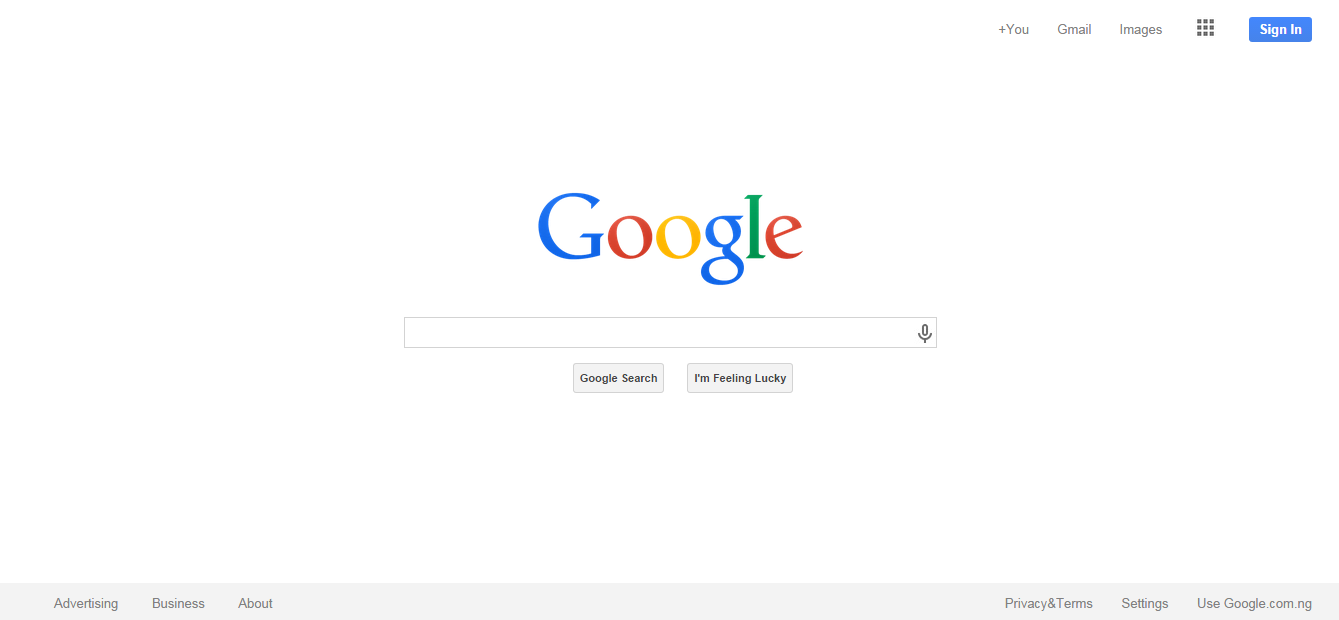 +You Gmail Images Sign In
Google
Google Search I'm Feeling Lucky
Advertising Business About Privacy&Terms Settings Use Google.com.ng